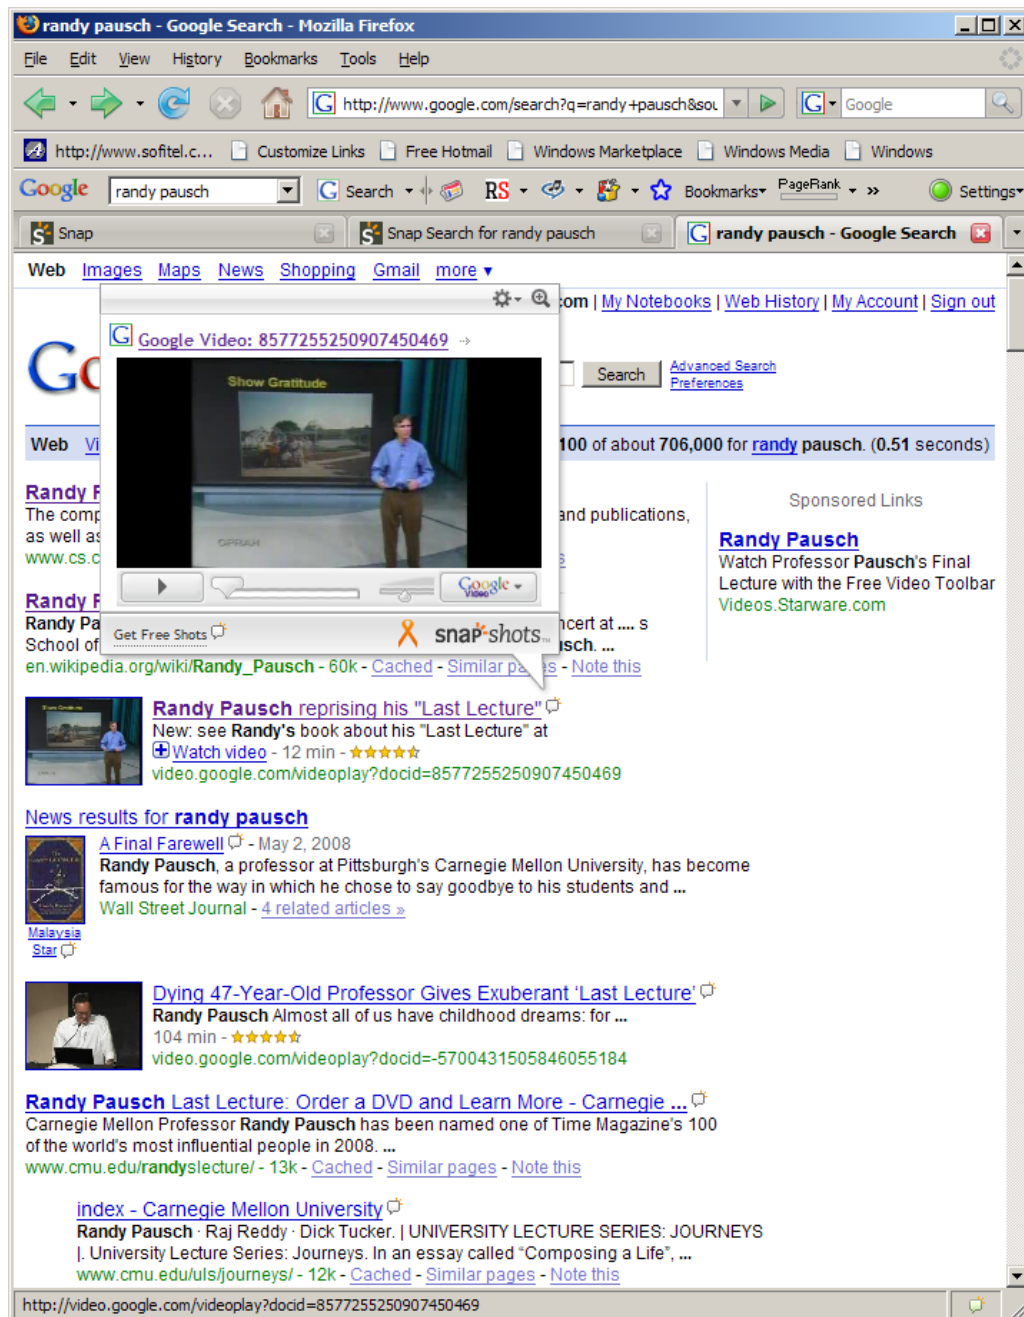 randy pausch - Google Search - Mozilla Firefox
File Edit View History Bookmarks Tools Help
http://www.google.com/search?q=randy+pausch&sou Google
http://www.sofitel.c... Customize Links Free Hotmail Windows Marketplace Windows Media Windows
Google randy pausch Search RS Bookmarks PageRank » Settings
Snap Snap Search for randy pausch randy pausch - Google Search
Web Images Maps News Shopping Gmail more ▼
com | My Notebooks | Web History | My Account | Sign out
Google Video: 8577255250907450469
Go
Search Advanced Search
Preferences
Show Gratitude
OPRAH
Web Vi 100 of about 706,000 for randy pausch. (0.51 seconds)
Randy P
The comp and publications,
as well as
www.cs.c s
Google Video
Get Free Shots snap shots™
Sponsored Links
Randy Pausch
Watch Professor Pausch's Final
Lecture with the Free Video Toolbar
Videos.Starware.com
Randy P
Randy Pa ncert at .... s
School of usch. ...
en.wikipedia.org/wiki/Randy_Pausch - 60k - Cached - Similar pages - Note this
Randy Pausch reprising his "Last Lecture"
New: see Randy's book about his "Last Lecture" at
Watch video - 12 min -
video.google.com/videoplay?docid=8577255250907450469
News results for randy pausch
A Final Farewell - May 2, 2008
Randy Pausch, a professor at Pittsburgh's Carnegie Mellon University, has become
famous for the way in which he chose to say goodbye to his students and ...
Wall Street Journal - 4 related articles »
Malaysia
Star
Dying 47-Year-Old Professor Gives Exuberant ‘Last Lecture’
Randy Pausch Almost all of us have childhood dreams: for ...
104 min -
video.google.com/videoplay?docid=-5700431505846055184
Randy Pausch Last Lecture: Order a DVD and Learn More - Carnegie ...
Carnegie Mellon Professor Randy Pausch has been named one of Time Magazine's 100
of the world's most influential people in 2008. ...
www.cmu.edu/randyslecture/ - 13k - Cached - Similar pages - Note this
index - Carnegie Mellon University
Randy Pausch · Raj Reddy · Dick Tucker. | UNIVERSITY LECTURE SERIES: JOURNEYS
|. University Lecture Series: Journeys. In an essay called “Composing a Life”, ...
www.cmu.edu/uls/journeys/ - 12k - Cached - Similar pages - Note this
http://video.google.com/videoplay?docid=8577255250907450469